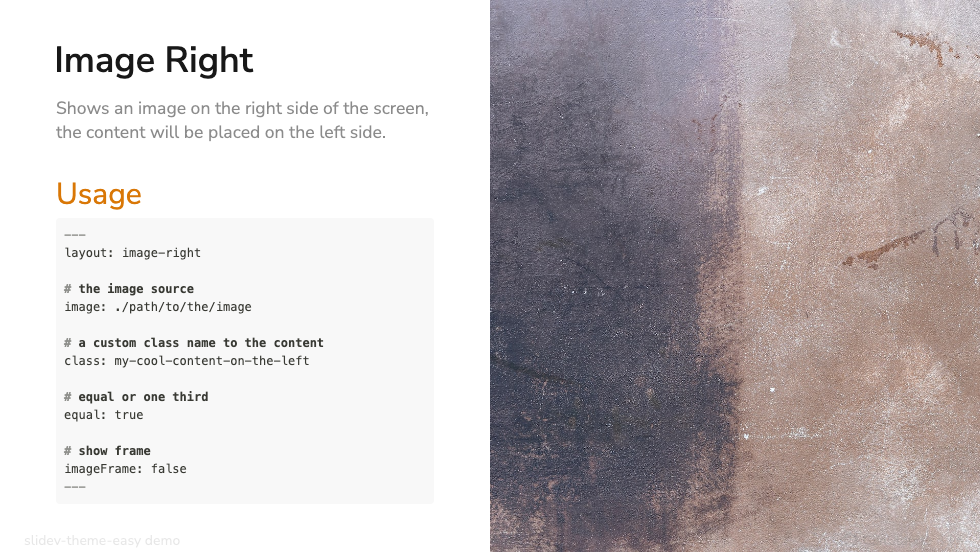 Image Right
Shows an image on the right side of the screen,
the content will be placed on the left side.
Usage
---
layout: image-right
# the image source
image: ./path/to/the/image
# a custom class name to the content
class: my-cool-content-on-the-left
# equal or one third
equal: true
# show frame
imageFrame: false
---
slidev-theme-easy demo